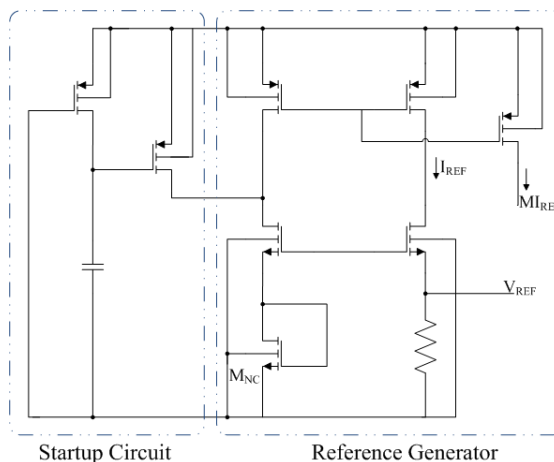 I_REF
MI_RE
V_REF
M_NC
Startup Circuit
Reference Generator